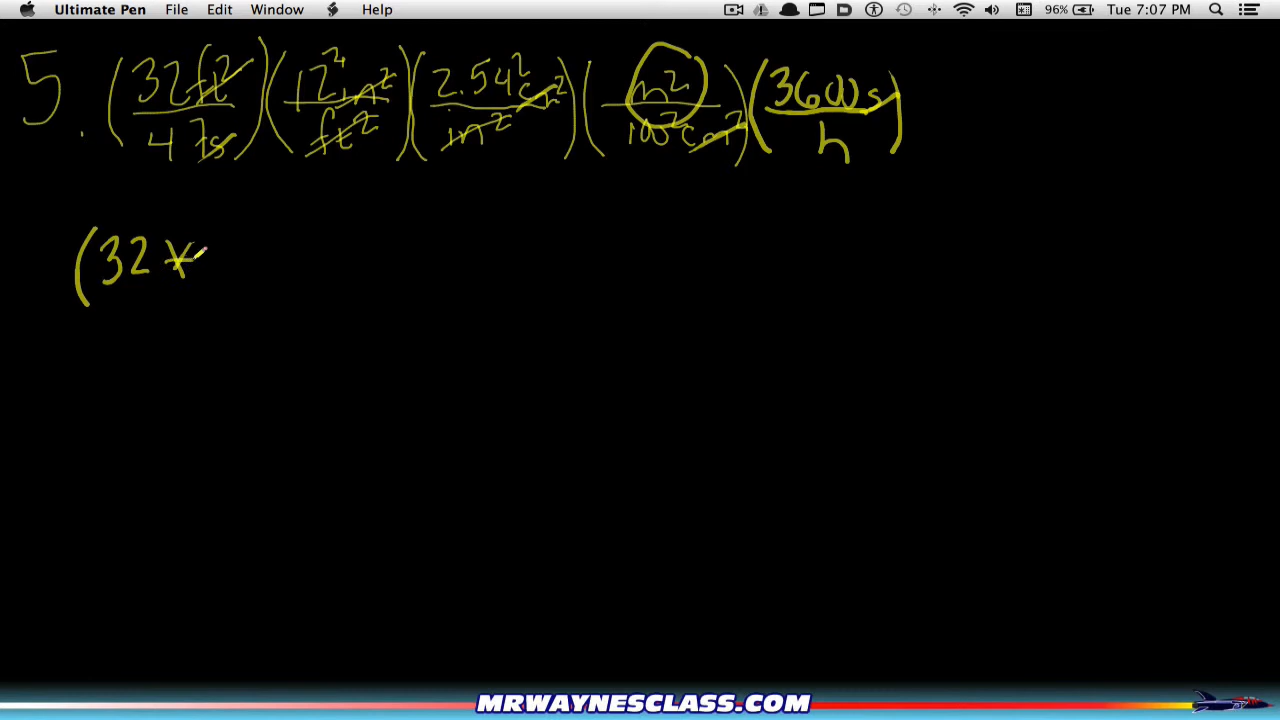 Ultimate Pen File Edit Window Help 96% Tue 7:07 PM
5. (32 ft²/47s)(12² in²/ft²)(2.54² cm²/in²)(m²/100² cm²)(3600 s/h)
(32 *
MRWAYNESCLASS.COM